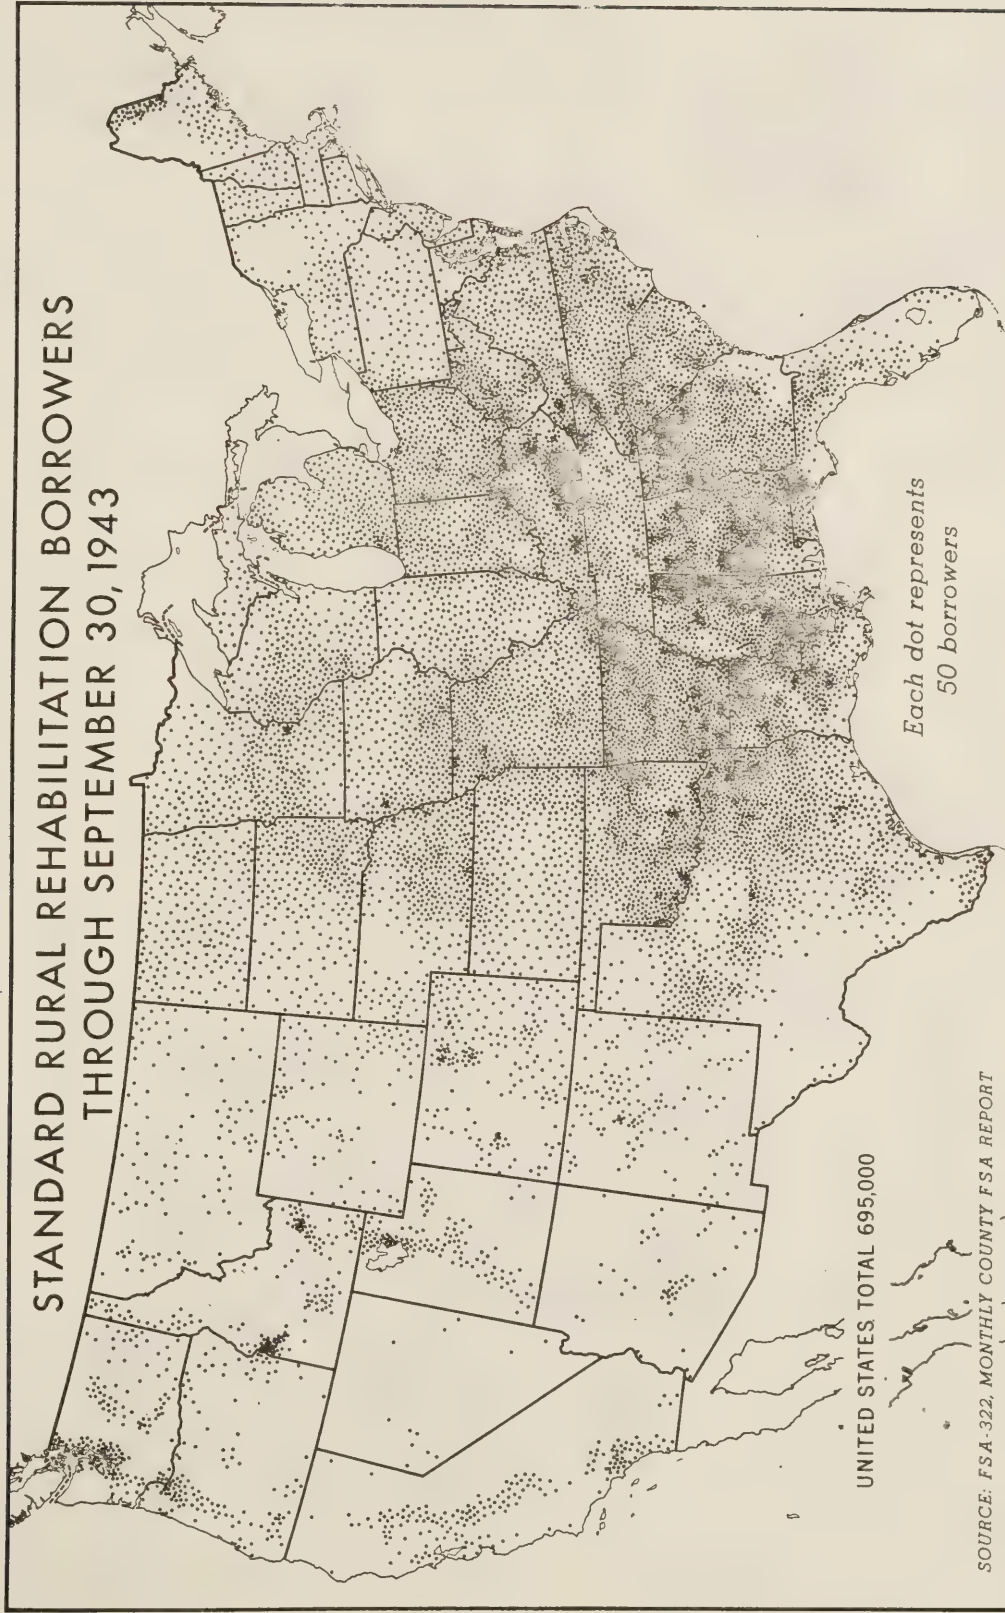 STANDARD RURAL REHABILITATION BORROWERS
THROUGH SEPTEMBER 30, 1943
Each dot represents
50 borrowers
UNITED STATES TOTAL 695,000
SOURCE: FSA-322, MONTHLY COUNTY FSA REPORT